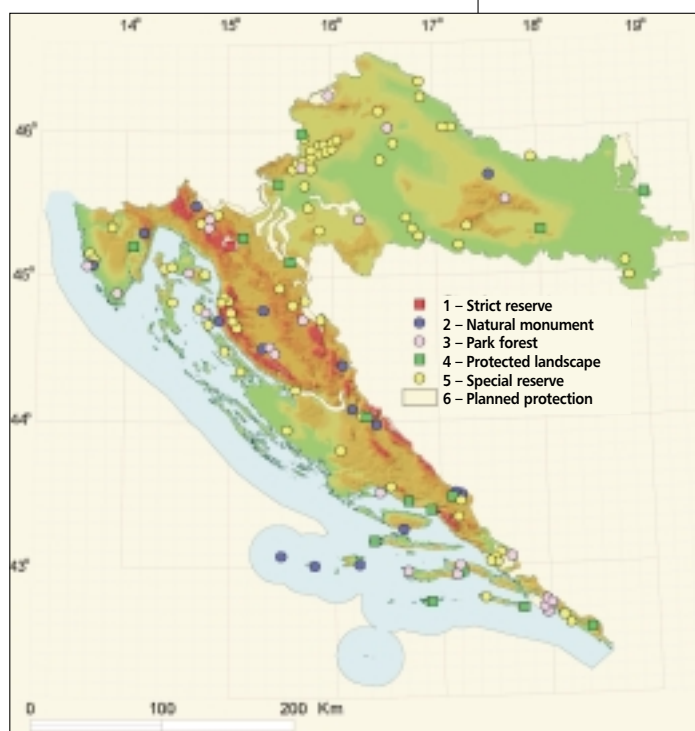 14° 15° 16° 17° 18° 19°
46°
45°
44°
43°
1 – Strict reserve
2 – Natural monument
3 – Park forest
4 – Protected landscape
5 – Special reserve
6 – Planned protection
0 100 200 Km